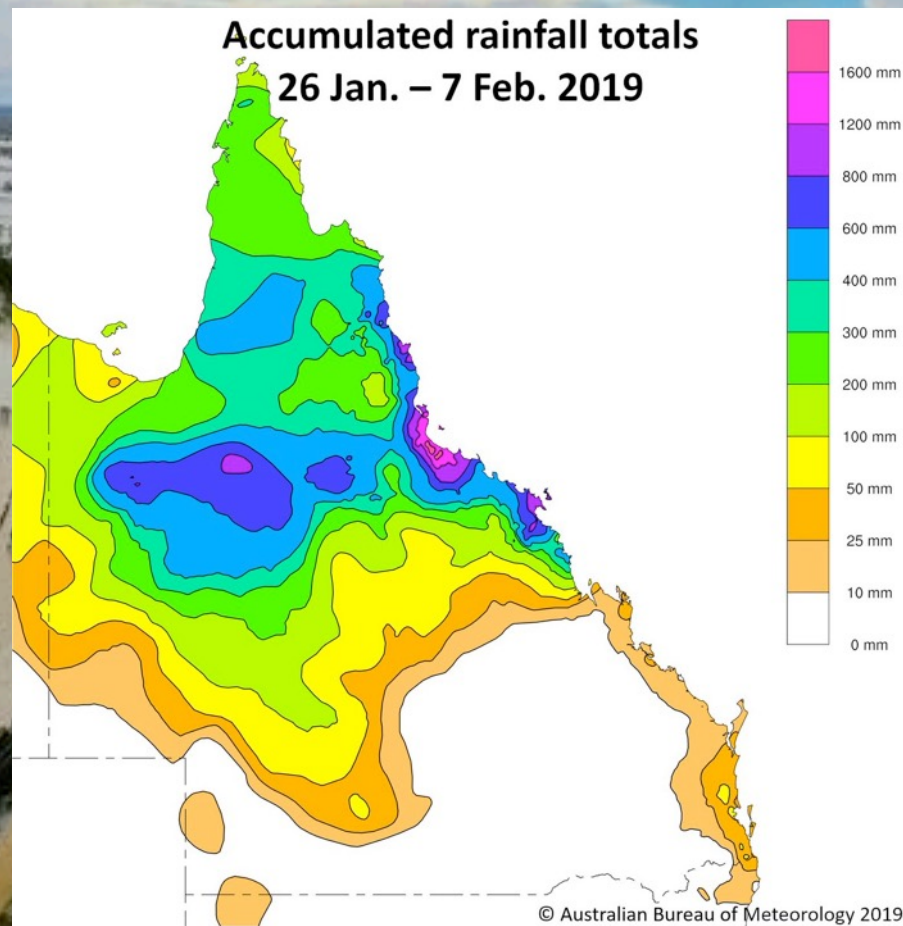 Accumulated rainfall totals
26 Jan. – 7 Feb. 2019
1600 mm
1200 mm
800 mm
600 mm
400 mm
300 mm
200 mm
100 mm
50 mm
25 mm
10 mm
0 mm
© Australian Bureau of Meteorology 2019